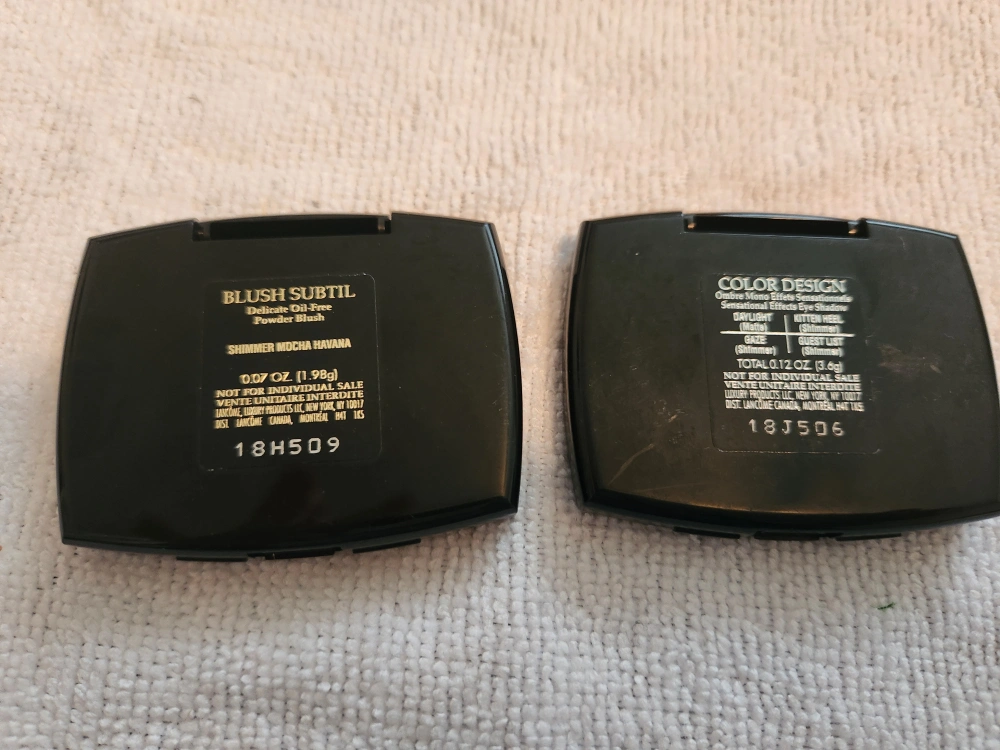 BLUSH SUBTIL
Delicate Oil-Free
Powder Blush
SHIMMER MOCHA HAVANA
0.07 OZ. (1.98g)
NOT FOR INDIVIDUAL SALE
VENTE UNITAIRE INTERDITE
LANCÔME, LUXURY PRODUCTS LLC, NEW YORK, NY 10017
DIST. LANCÔME CANADA, MONTRÉAL H4T 1K5
18H509
COLOR DESIGN
Ombre Mono Effets Sensationnels
Sensational Effects Eye Shadow
DAYLIGHT
(Matte)
KITTEN HEEL
(Shimmer)
GAZE
(Shimmer)
GUEST LIST
(Shimmer)
TOTAL 0.12 OZ. (3.6g)
NOT FOR INDIVIDUAL SALE
VENTE UNITAIRE INTERDITE
LUXURY PRODUCTS LLC, NEW YORK, NY 10017
DIST. LANCÔME CANADA, MONTRÉAL H4T 1K5
18J506